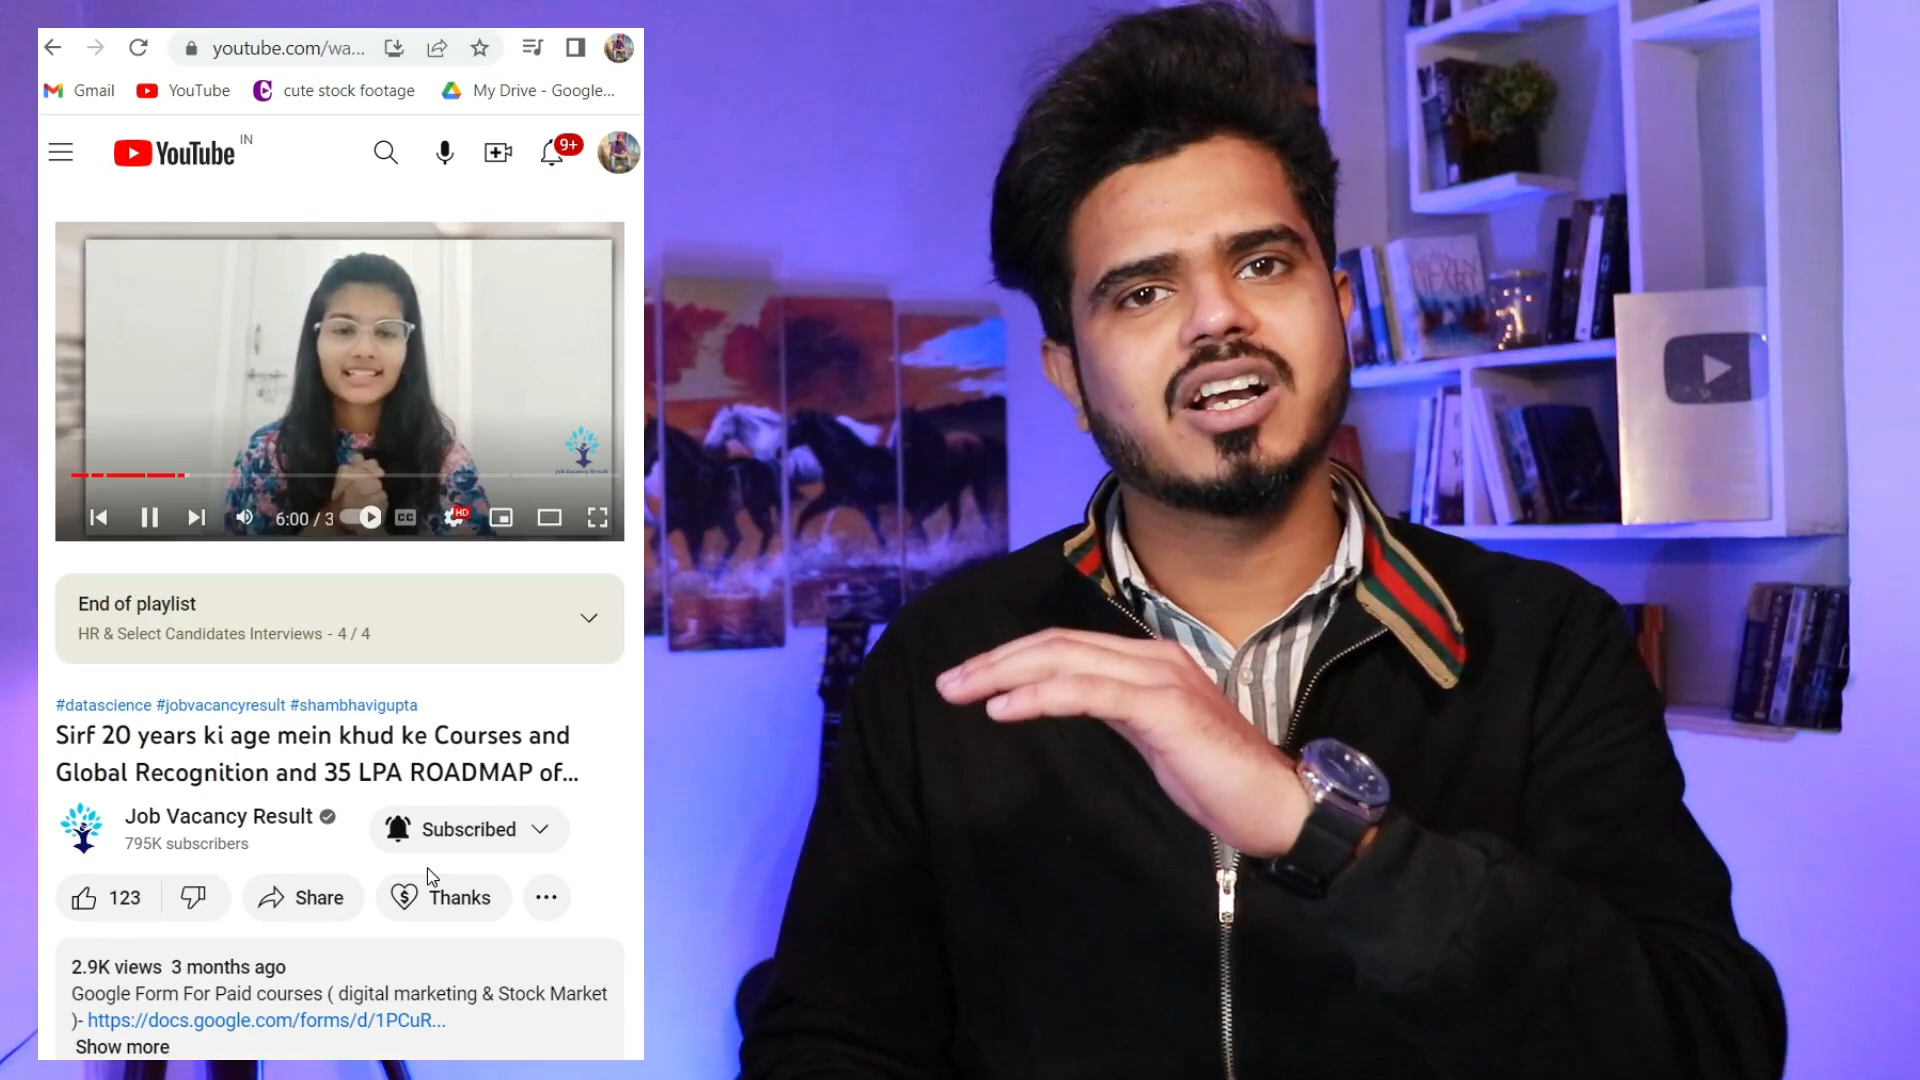 youtube.com/wa...
Gmail YouTube cute stock footage My Drive - Google...
YouTube IN
9+
Job Vacancy Result
6:00 / 3 CC HD
End of playlist
HR & Select Candidates Interviews - 4 / 4
#datascience #jobvacancyresult #shambhavigupta
Sirf 20 years ki age mein khud ke Courses and
Global Recognition and 35 LPA ROADMAP of...
Job Vacancy Result
795K subscribers
Subscribed
123 Share Thanks
2.9K views 3 months ago
Google Form For Paid courses ( digital marketing & Stock Market
)- https://docs.google.com/forms/d/1PCuR...
Show more